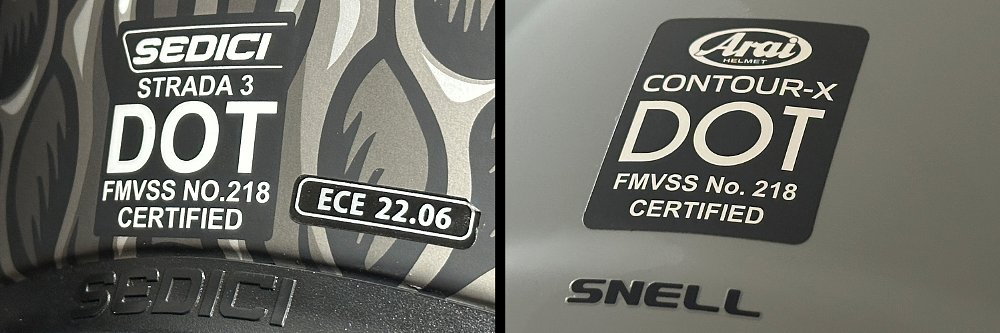 SEDICI
STRADA 3
DOT
FMVSS NO.218
CERTIFIED
ECE 22.06
SEDICI
Arai
HELMET
CONTOUR-X
DOT
FMVSS No. 218
CERTIFIED
SNELL